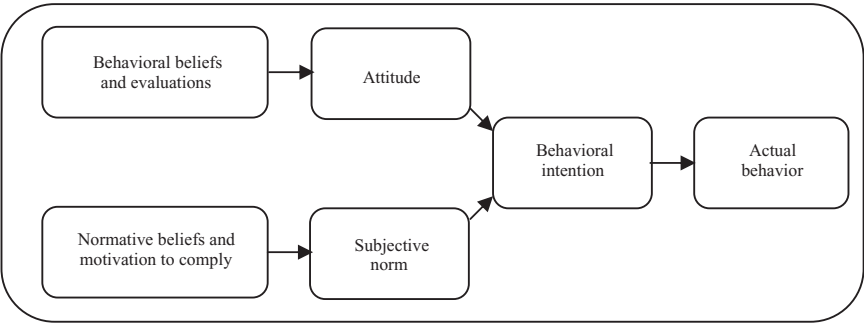 Behavioral beliefs
and evaluations
Attitude
Behavioral
intention
Actual
behavior
Normative beliefs and
motivation to comply
Subjective
norm